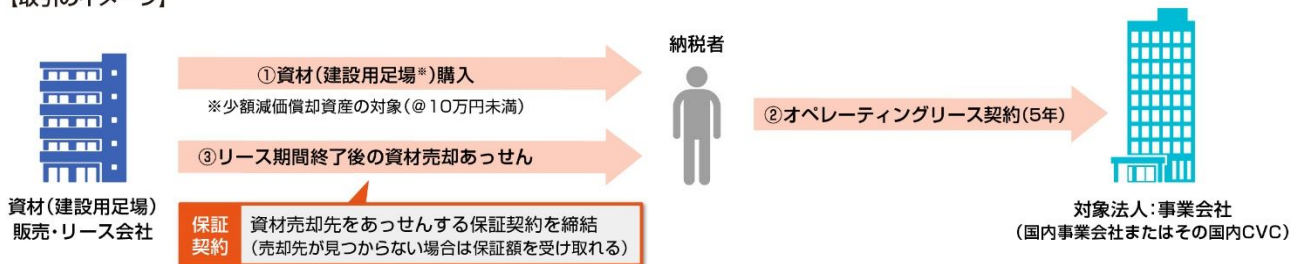 【取引のイメージ】
納税者
①資材(建設用足場※)購入
※少額減価償却資産の対象(@10万円未満)
②オペレーティングリース契約(5年)
③リース期間終了後の資材売却あっせん
資材(建設用足場)
販売・リース会社
保証
契約
資材売却先をあっせんする保証契約を締結
(売却先が見つからない場合は保証額を受け取れる)
対象法人:事業会社
(国内事業会社またはその国内CVC)